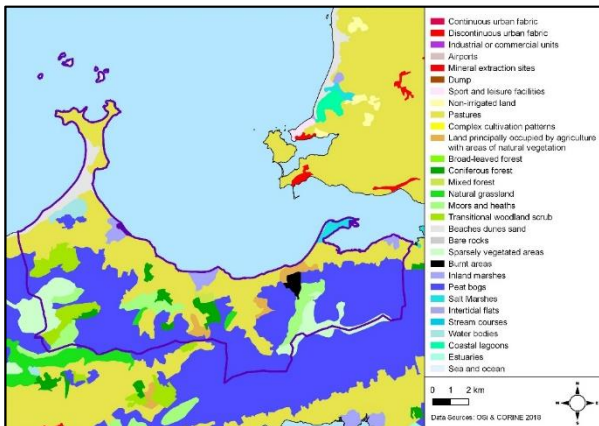 Continuous urban fabric
Discontinuous urban fabric
Industrial or commercial units
Airports
Mineral extraction sites
Dump
Sport and leisure facilities
Non-irrigated land
Pastures
Complex cultivation patterns
Land principally occupied by agriculture
with areas of natural vegetation
Broad-leaved forest
Coniferous forest
Mixed forest
Natural grassland
Moors and heaths
Transitional woodland scrub
Beaches dunes sand
Bare rocks
Sparsely vegetated areas
Burnt areas
Inland marshes
Peat bogs
Salt Marshes
Intertidal flats
Stream courses
Water bodies
Coastal lagoons
Estuaries
Sea and ocean
0 1 2 km
Data Sources: OSi & CORINE 2018